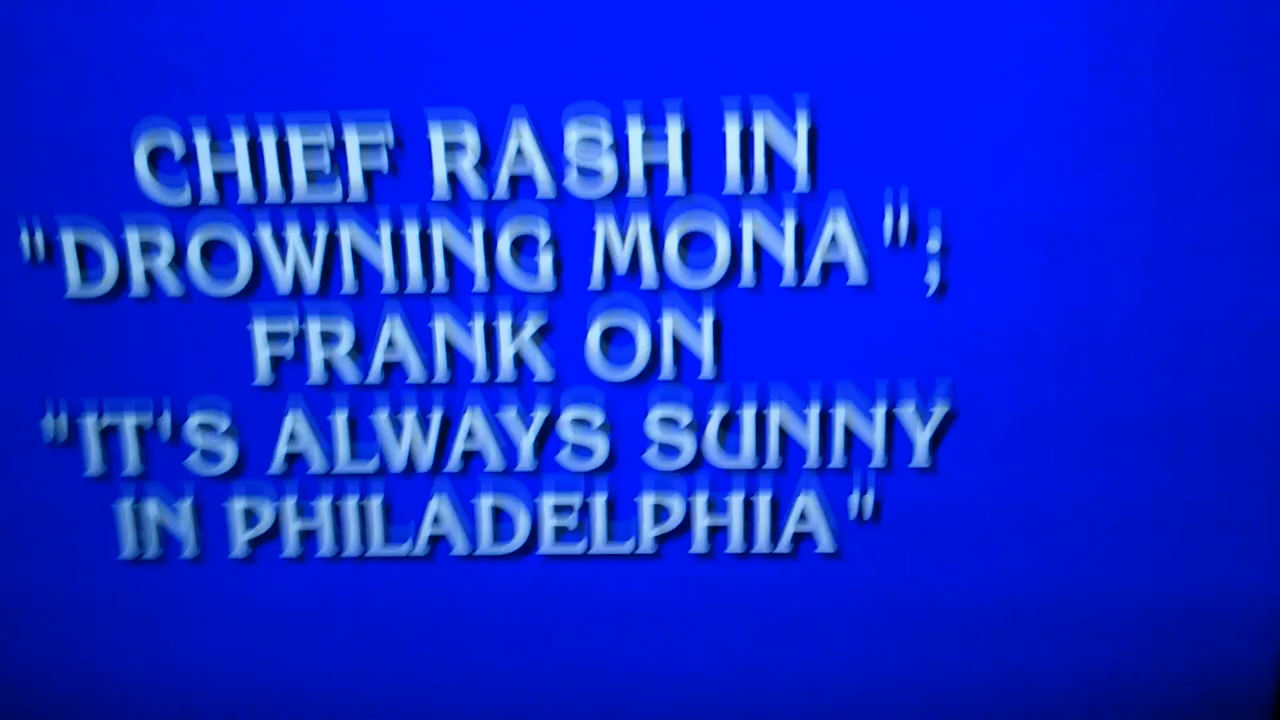 CHIEF RASH IN
"DROWNING MONA";
FRANK ON
"IT'S ALWAYS SUNNY
IN PHILADELPHIA"